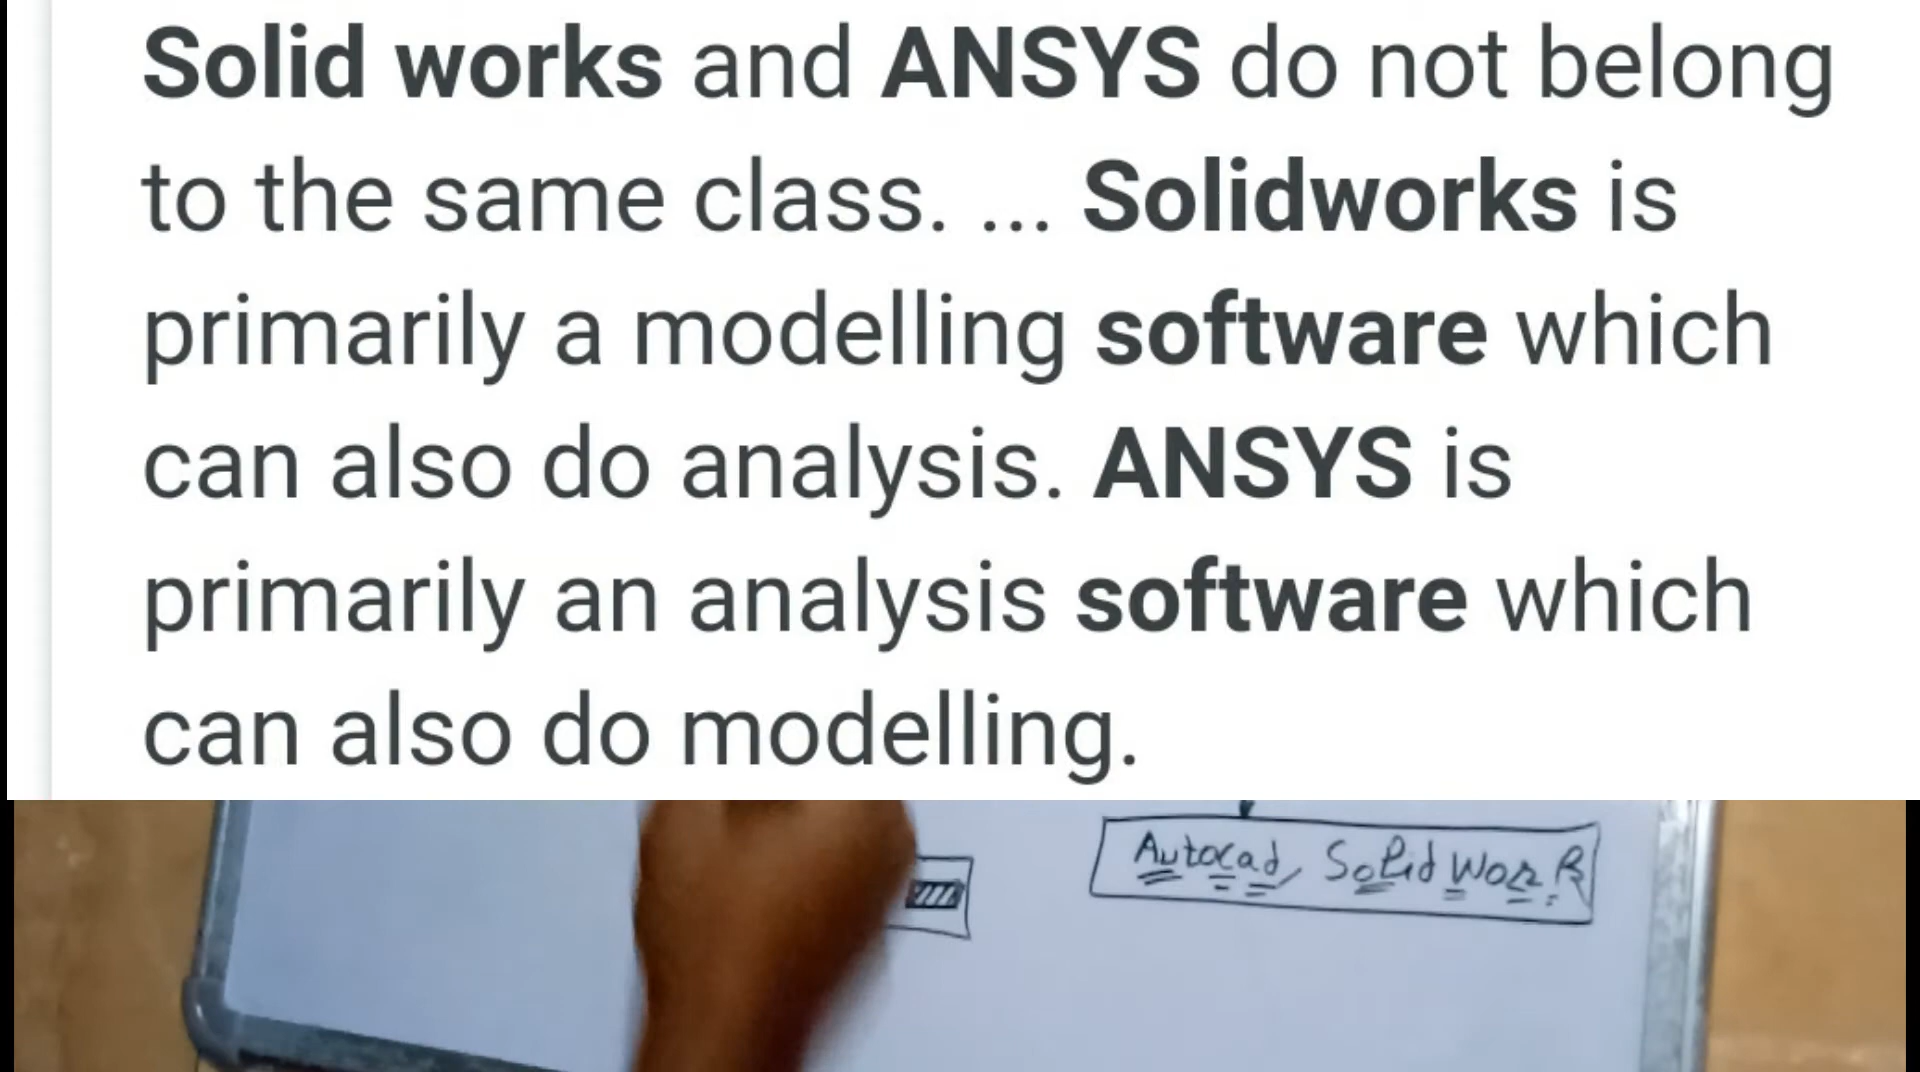 Solid works and ANSYS do not belong
to the same class. ... Solidworks is
primarily a modelling software which
can also do analysis. ANSYS is
primarily an analysis software which
can also do modelling.
Autocad, Solid Work